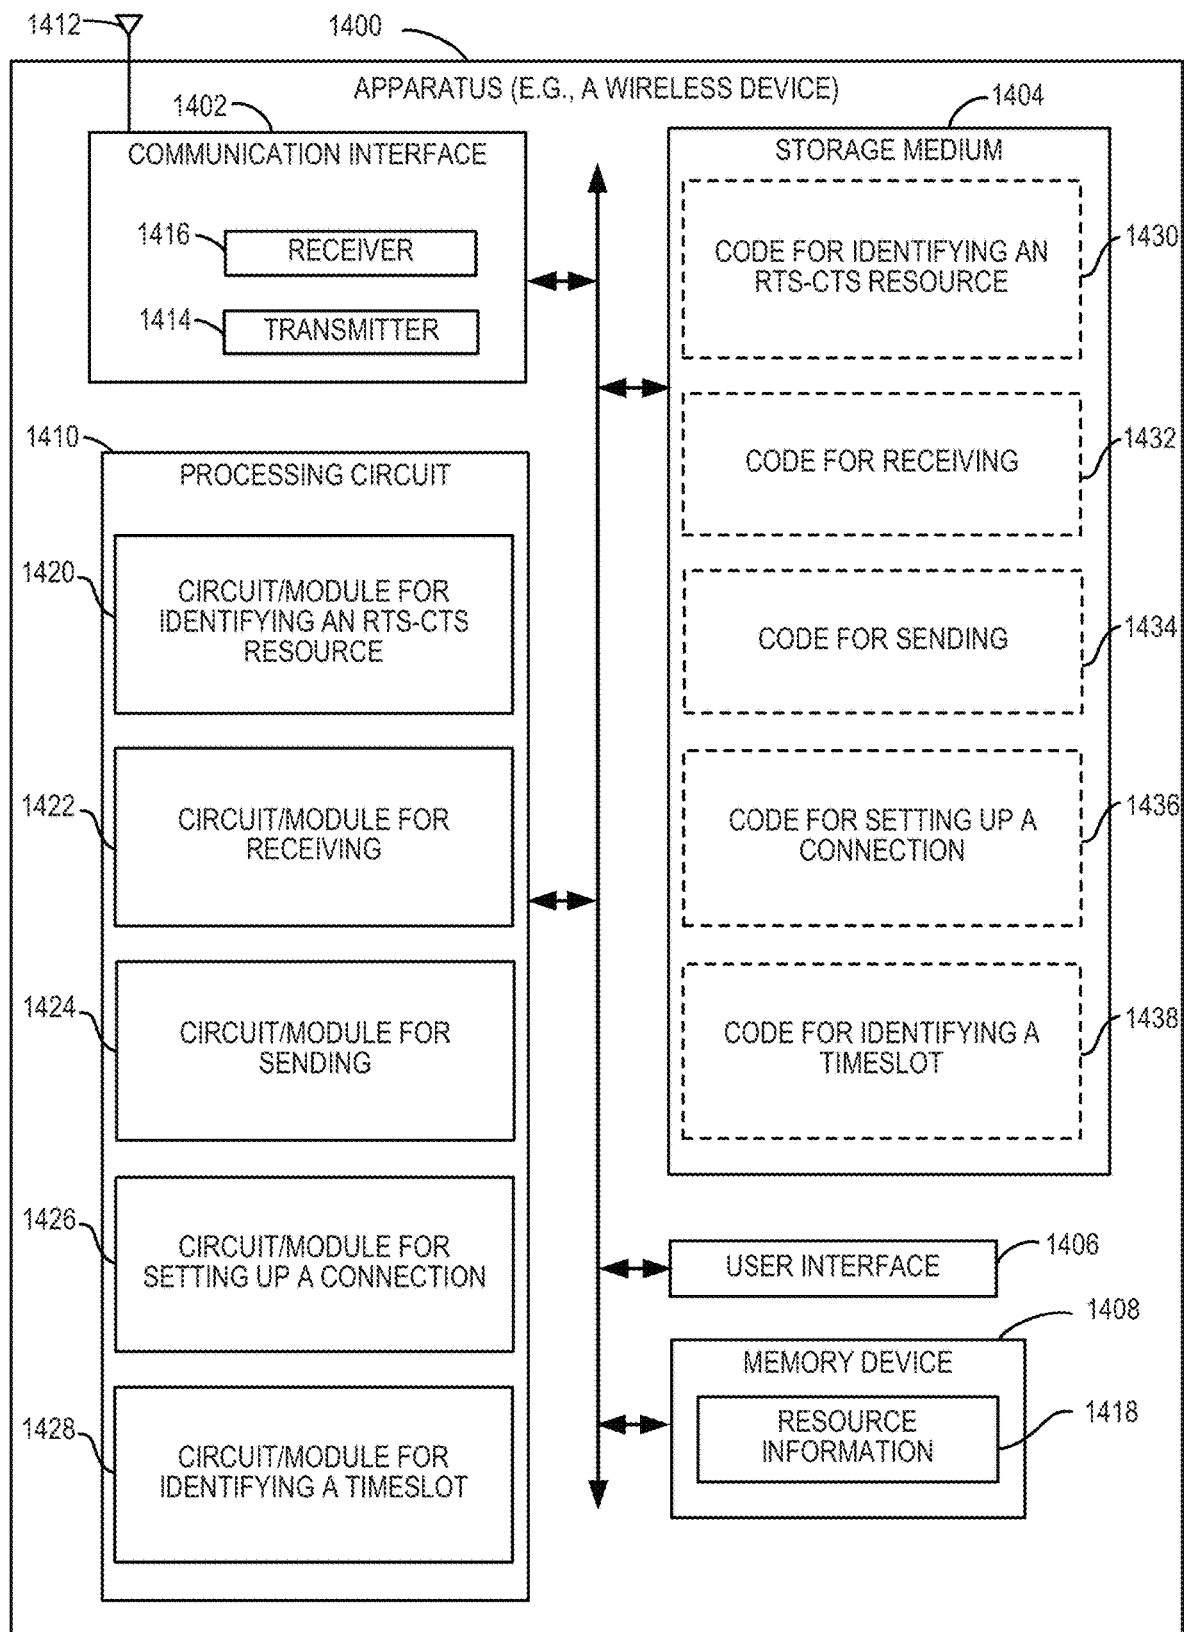 1412
1400
APPARATUS (E.G., A WIRELESS DEVICE)
1402
COMMUNICATION INTERFACE
1416
RECEIVER
1414
TRANSMITTER
1410
PROCESSING CIRCUIT
1420
CIRCUIT/MODULE FOR
IDENTIFYING AN RTS-CTS
RESOURCE
1422
CIRCUIT/MODULE FOR
RECEIVING
1424
CIRCUIT/MODULE FOR
SENDING
1426
CIRCUIT/MODULE FOR
SETTING UP A CONNECTION
1428
CIRCUIT/MODULE FOR
IDENTIFYING A TIMESLOT
1404
STORAGE MEDIUM
CODE FOR IDENTIFYING AN
RTS-CTS RESOURCE
1430
CODE FOR RECEIVING
1432
CODE FOR SENDING
1434
CODE FOR SETTING UP A
CONNECTION
1436
CODE FOR IDENTIFYING A
TIMESLOT
1438
USER INTERFACE
1406
1408
MEMORY DEVICE
RESOURCE
INFORMATION
1418